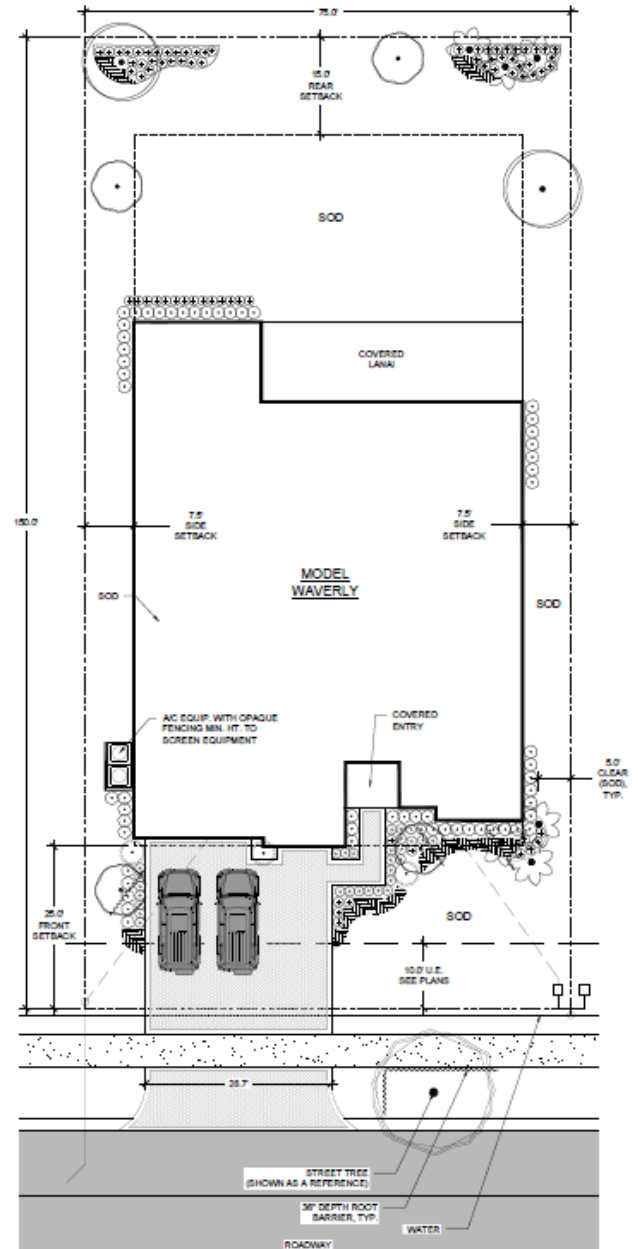 75.0'
15.0'
REAR
SETBACK
SOD
COVERED
LANAI
150.0'
7.5'
SIDE
SETBACK
7.5'
SIDE
SETBACK
MODEL
WAVERLY
SOD
SOD
A/C EQUIP. WITH OPAQUE
FENCING MIN. HT. TO
SCREEN EQUIPMENT
COVERED
ENTRY
5.0'
CLEAR
(SOD),
TYP.
25.0'
FRONT
SETBACK
SOD
10.0' U.E.
SEE PLANS
28.7'
STREET TREE
(SHOWN AS A REFERENCE)
36" DEPTH ROOT
BARRIER, TYP.
WATER
ROADWAY